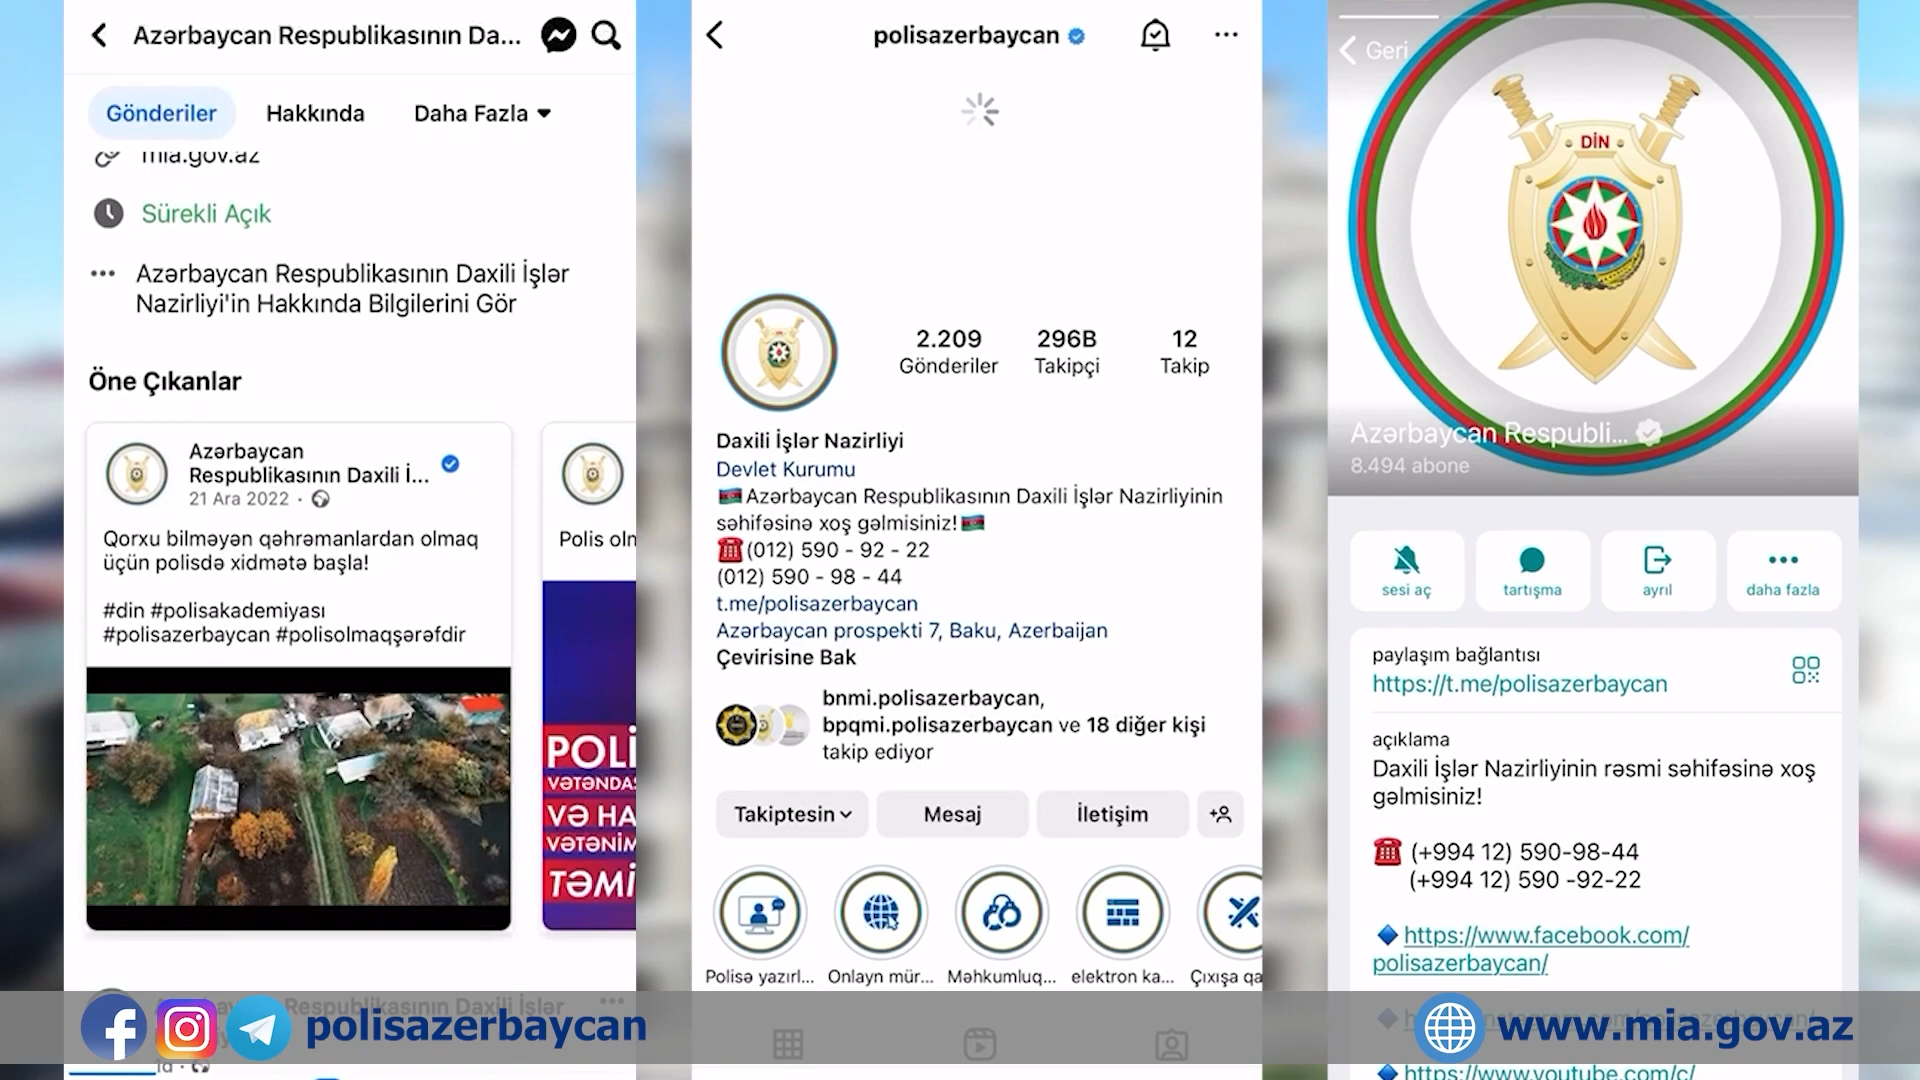 Azərbaycan Respublikasının Da...
Gönderiler
Hakkında
Daha Fazla
mia.gov.az
Sürekli Açık
Azərbaycan Respublikasının Daxili İşlər
Nazirliyi'in Hakkında Bilgilerini Gör
Öne Çıkanlar
Azərbaycan
Respublikasının Daxili İ...
21 Ara 2022
Qorxu bilməyən qəhrəmanlardan olmaq
üçün polisdə xidmətə başla!
#din #polisakademiyası
#polisazerbaycan #polisolmaqşərəfdir
Polis oln
POLİ
VƏTƏNDAŞ
VƏ HA
VƏTƏNİM
TƏMİ
Respublikasının Daxili İşlər
1a
polisazerbaycan
2.209
Gönderiler
296B
Takipçi
12
Takip
Daxili İşlər Nazirliyi
Devlet Kurumu
Azərbaycan Respublikasının Daxili İşlər Nazirliyinin
səhifəsinə xoş gəlmisiniz!
(012) 590 - 92 - 22
(012) 590 - 98 - 44
t.me/polisazerbaycan
Azərbaycan prospekti 7, Baku, Azerbaijan
Çevirisine Bak
bnmi.polisazerbaycan,
bpqmi.polisazerbaycan ve 18 diğer kişi
takip ediyor
Takiptesin
Mesaj
İletişim
Polisə yazırl...
Onlayn mür...
Məhkumluq...
elektron ka...
Çıxışa qa
Geri
DİN
Azərbaycan Respubli...
8.494 abone
sesi aç
tartışma
ayrıl
daha fazla
paylaşım bağlantısı
https://t.me/polisazerbaycan
açıklama
Daxili İşlər Nazirliyinin rəsmi səhifəsinə xoş
gəlmisiniz!
(+994 12) 590-98-44
(+994 12) 590 -92-22
https://www.facebook.com/
polisazerbaycan/
https://www.youtube.com/c/
polisazerbaycan
www.mia.gov.az